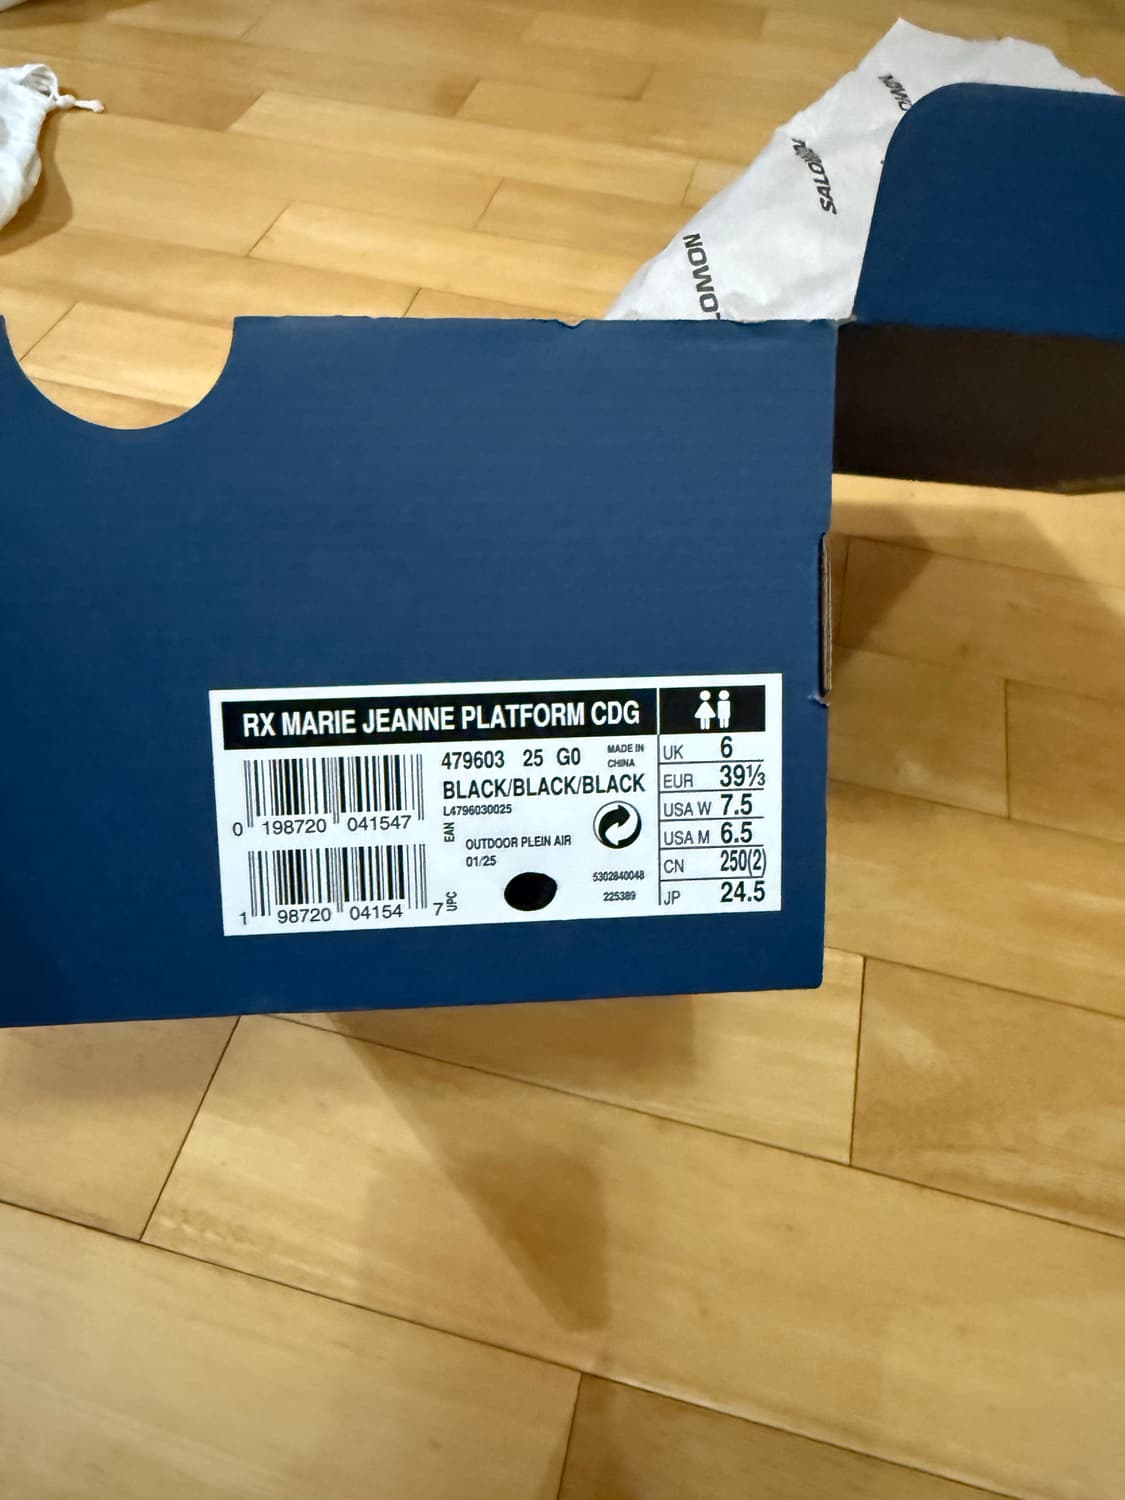 SALOMON
RX MARIE JEANNE PLATFORM CDG
479603 25 G0
MADE IN
CHINA
BLACK/BLACK/BLACK
L4796030025
0 198720 041547
EAN
OUTDOOR PLEIN AIR
01/25
5302840048
225389
1 98720 04154 7
UPC
UK 6
EUR 39⅓
USA W 7.5
USA M 6.5
CN 250(2)
JP 24.5